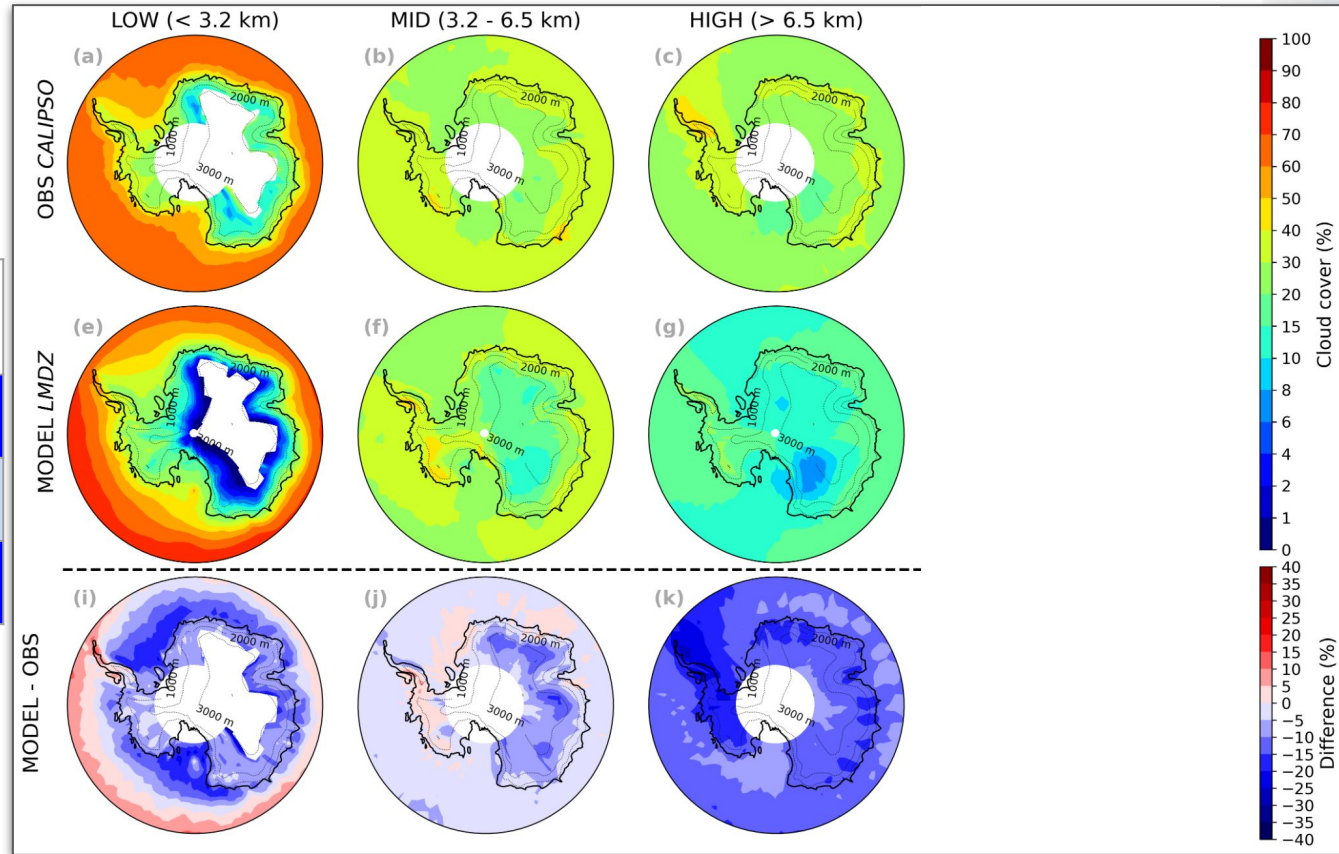 LOW (< 3.2 km)
MID (3.2 - 6.5 km)
HIGH (> 6.5 km)
OBS CALIPSO
(a)
2000 m
1000 m
3000 m
(b)
2000 m
1000 m
3000 m
(c)
2000 m
1000 m
3000 m
MODEL LMDZ
(e)
2000 m
1000 m
3000 m
(f)
2000 m
1000 m
3000 m
(g)
2000 m
1000 m
3000 m
MODEL - OBS
(i)
2000 m
1000 m
3000 m
(j)
2000 m
1000 m
3000 m
(k)
2000 m
1000 m
3000 m
100
90
80
70
60
50
40
30
20
15
10
8
6
4
2
1
0
Cloud cover (%)
40
35
30
25
20
15
10
5
0
−5
−10
−15
−20
−25
−30
−35
−40
Difference (%)